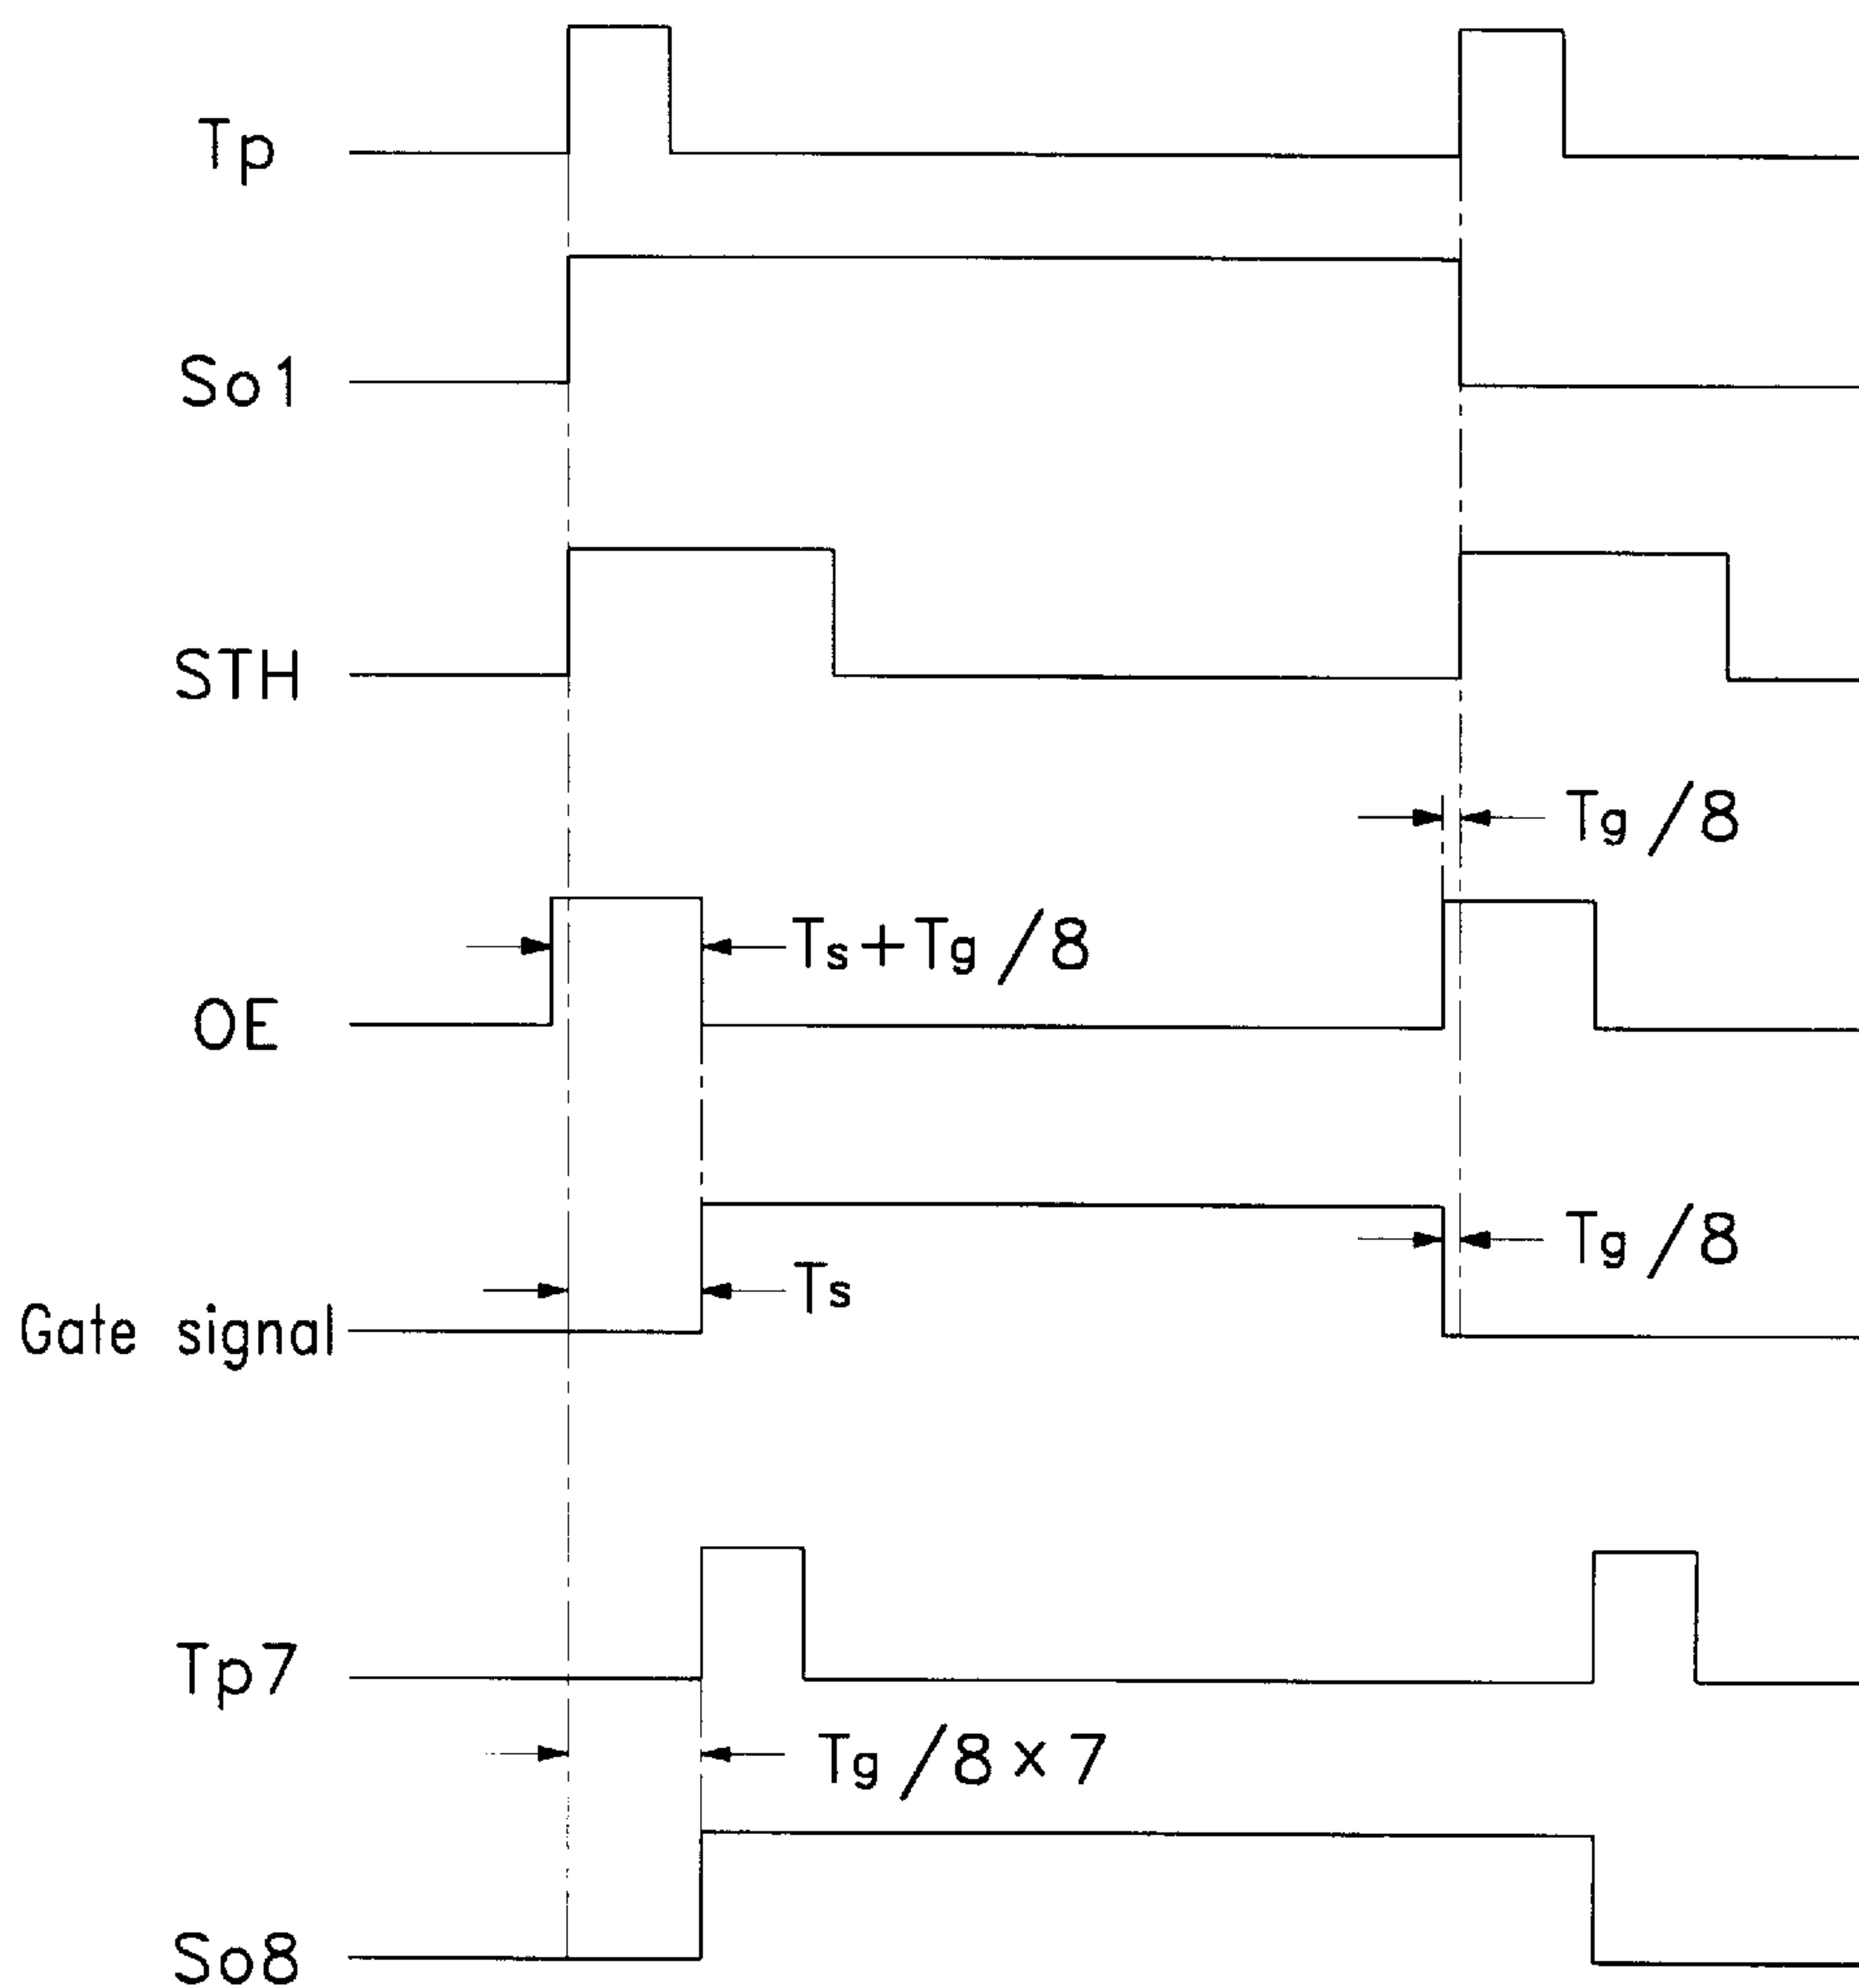 Tp
So1
STH
Tg/8
Ts+Tg/8
OE
Tg/8
Ts
Gate signal
Tp7
Tg/8×7
So8